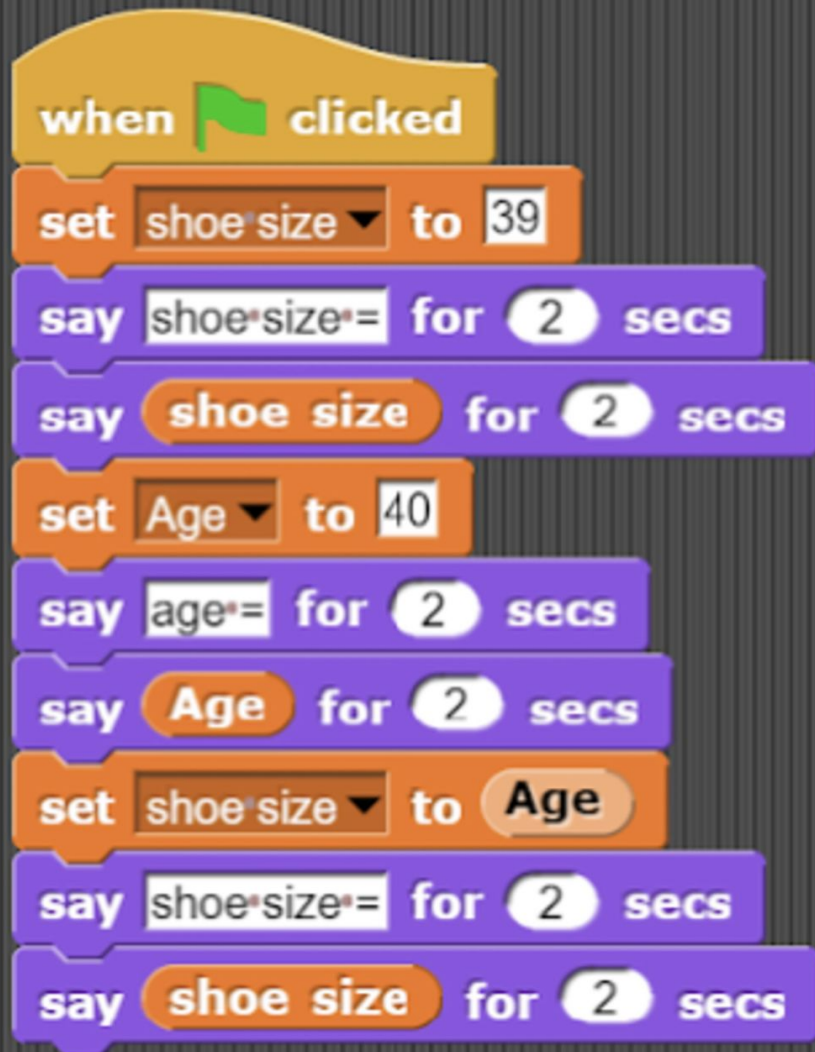 when clicked
set shoe size to 39
say shoe size = for 2 secs
say shoe size for 2 secs
set Age to 40
say age = for 2 secs
say Age for 2 secs
set shoe size to Age
say shoe size = for 2 secs
say shoe size for 2 secs